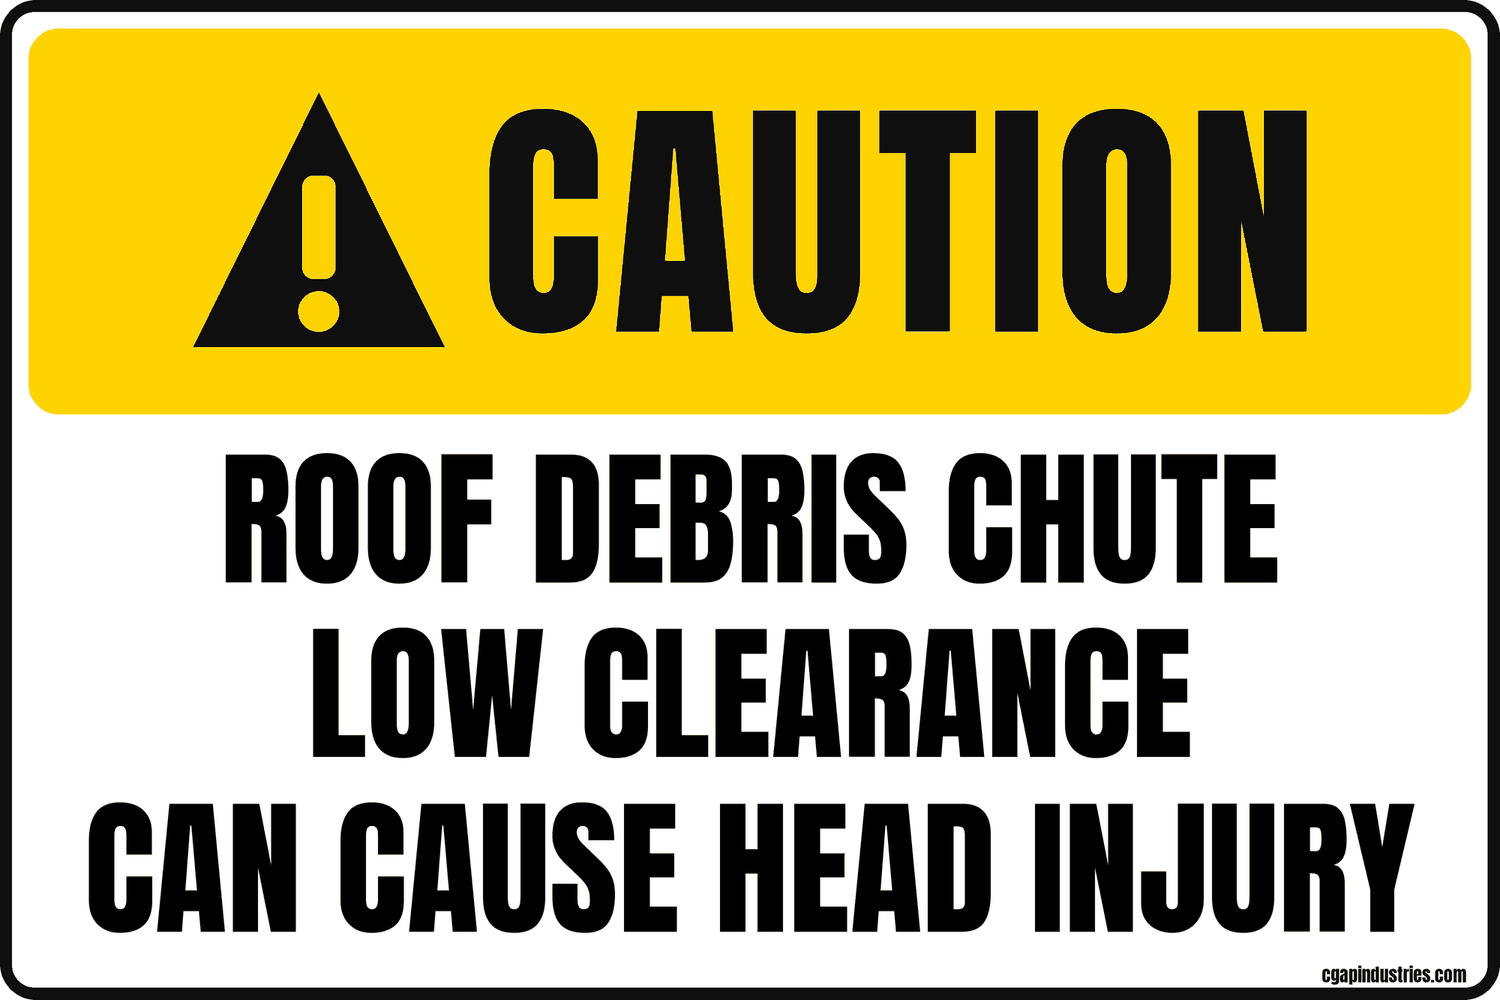 CAUTION
ROOF DEBRIS CHUTE
LOW CLEARANCE
CAN CAUSE HEAD INJURY
cgapindustries.com